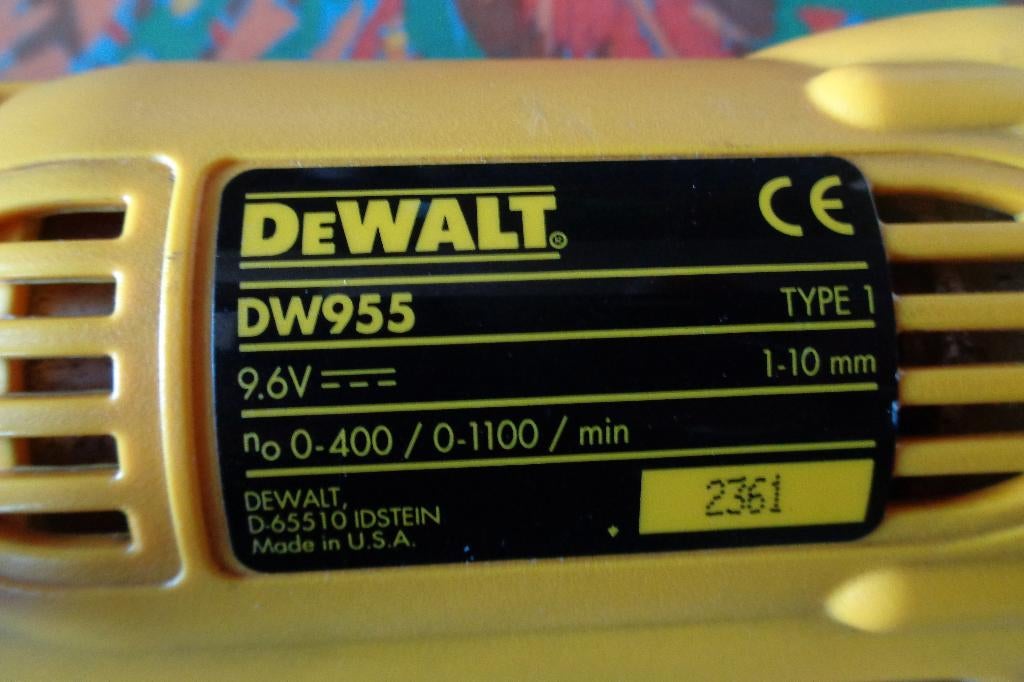 DEWALT® CE
DW955 TYPE 1
9.6V 1-10 mm
no 0-400 / 0-1100 / min
DEWALT,
D-65510 IDSTEIN
Made in U.S.A.
2361